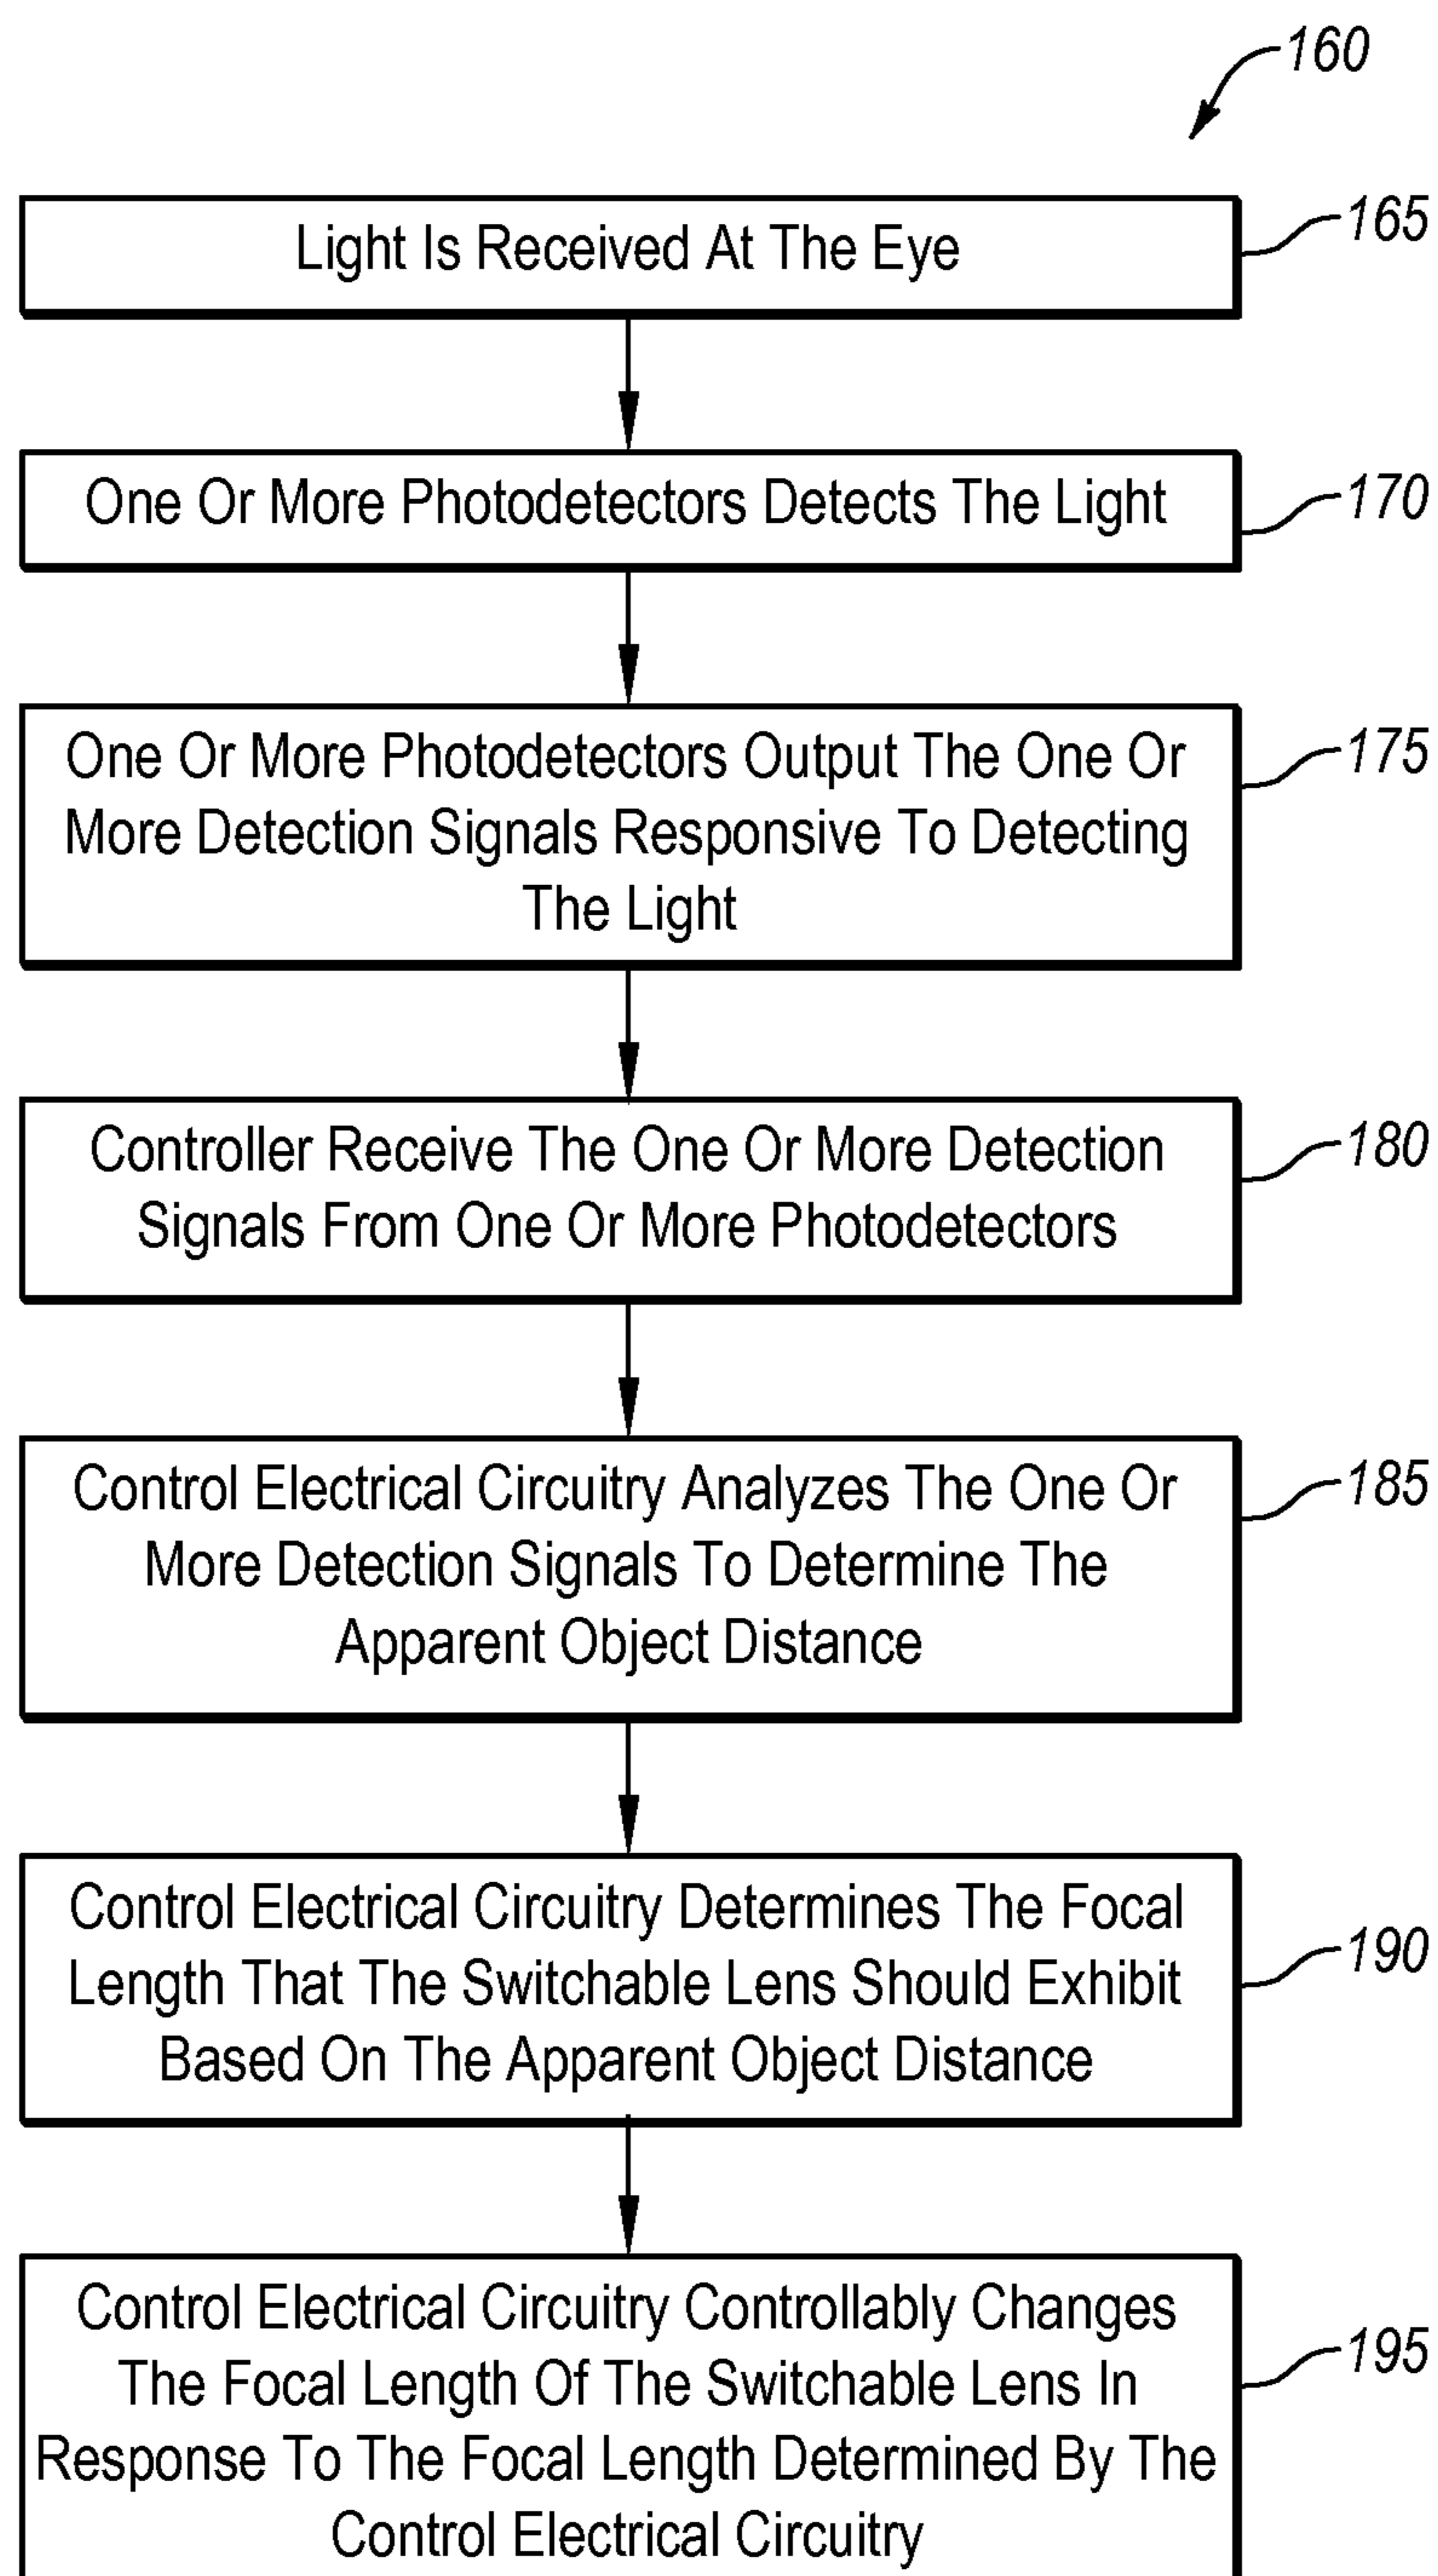 160
Light Is Received At The Eye
165
One Or More Photodetectors Detects The Light
170
One Or More Photodetectors Output The One Or
More Detection Signals Responsive To Detecting
The Light
175
Controller Receive The One Or More Detection
Signals From One Or More Photodetectors
180
Control Electrical Circuitry Analyzes The One Or
More Detection Signals To Determine The
Apparent Object Distance
185
Control Electrical Circuitry Determines The Focal
Length That The Switchable Lens Should Exhibit
Based On The Apparent Object Distance
190
Control Electrical Circuitry Controllably Changes
The Focal Length Of The Switchable Lens In
Response To The Focal Length Determined By The
Control Electrical Circuitry
195